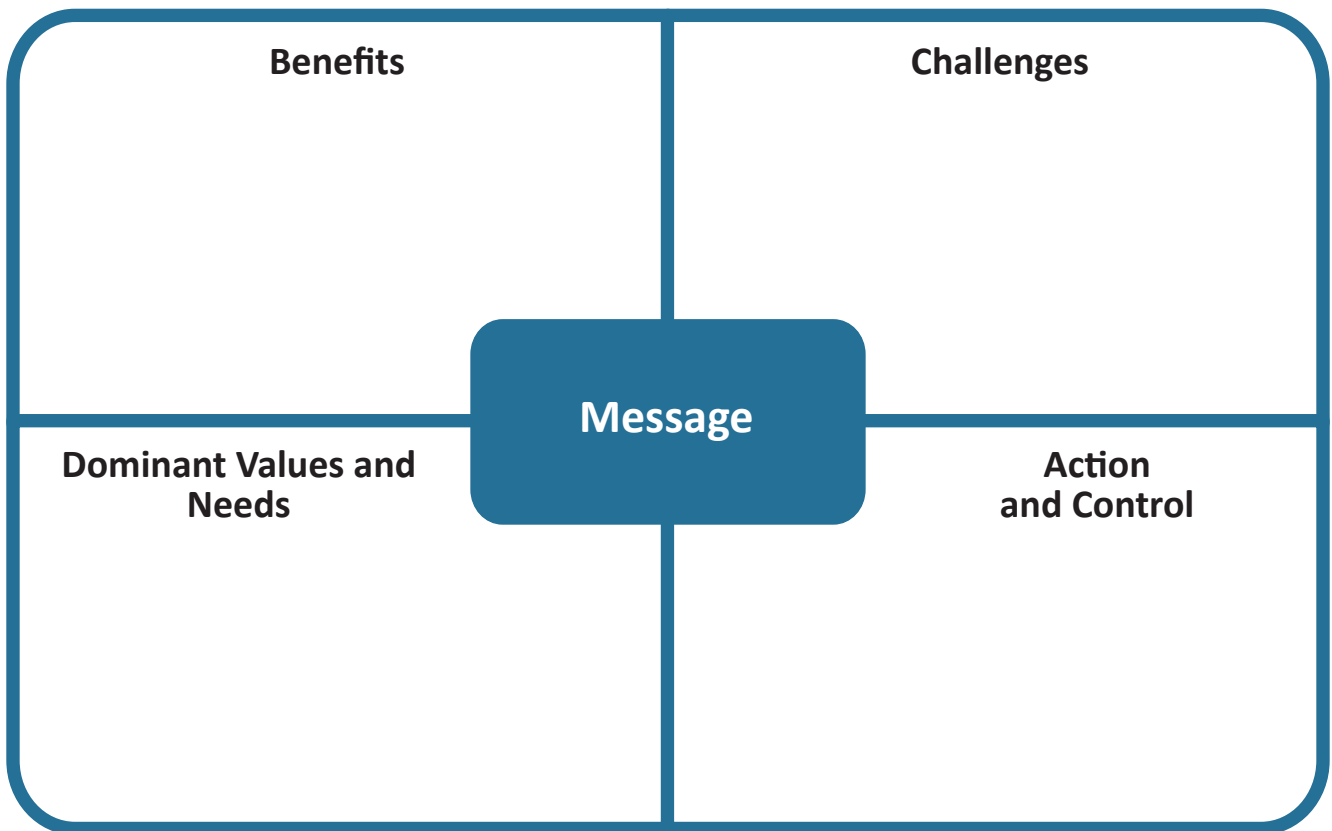 Benefits
Challenges
Message
Dominant Values and
Needs
Action
and Control